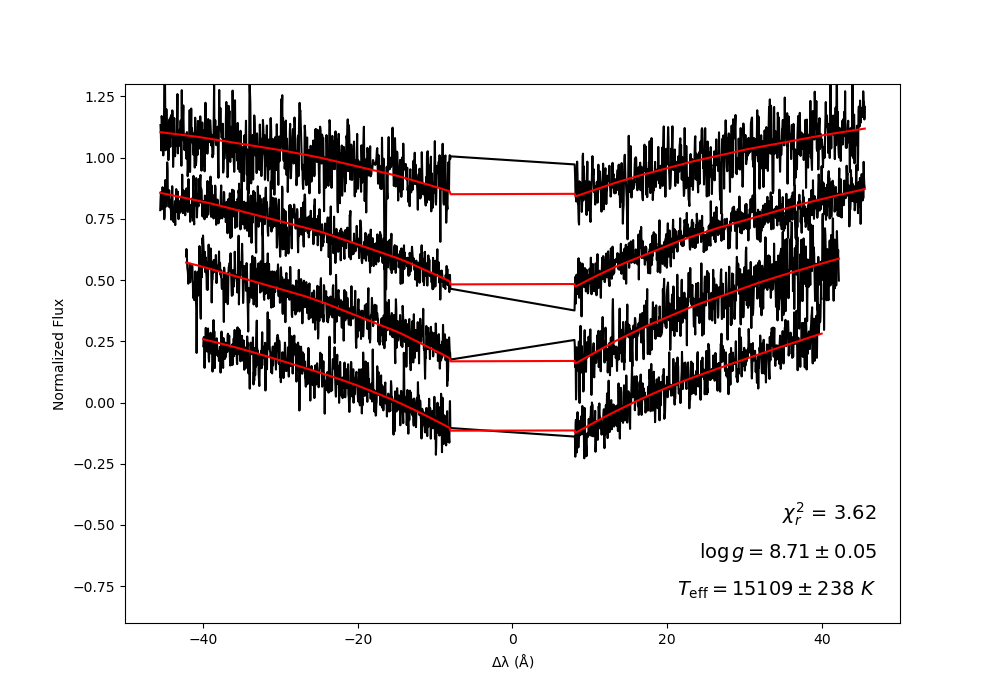 1.25
1.00
0.75
0.50
0.25
0.00
−0.25
−0.50
−0.75
Normalized Flux
χ²ᵣ = 3.62
log g = 8.71 ± 0.05
T_eff = 15109 ± 238 K
−40 −20 0 20 40
Δλ (Å)